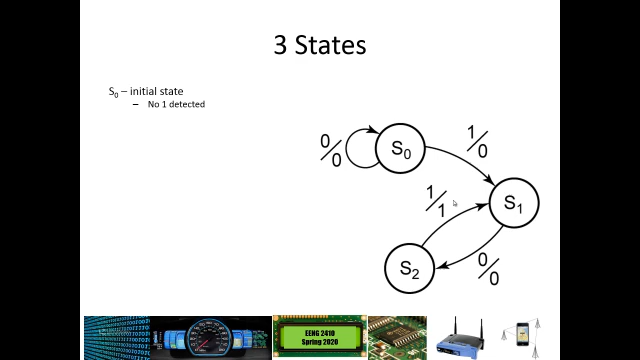 3 States
S0 – initial state
– No 1 detected
0/0
S0
1/0
1/1
S1
S2
0/0
EENG 2410
Spring 2020